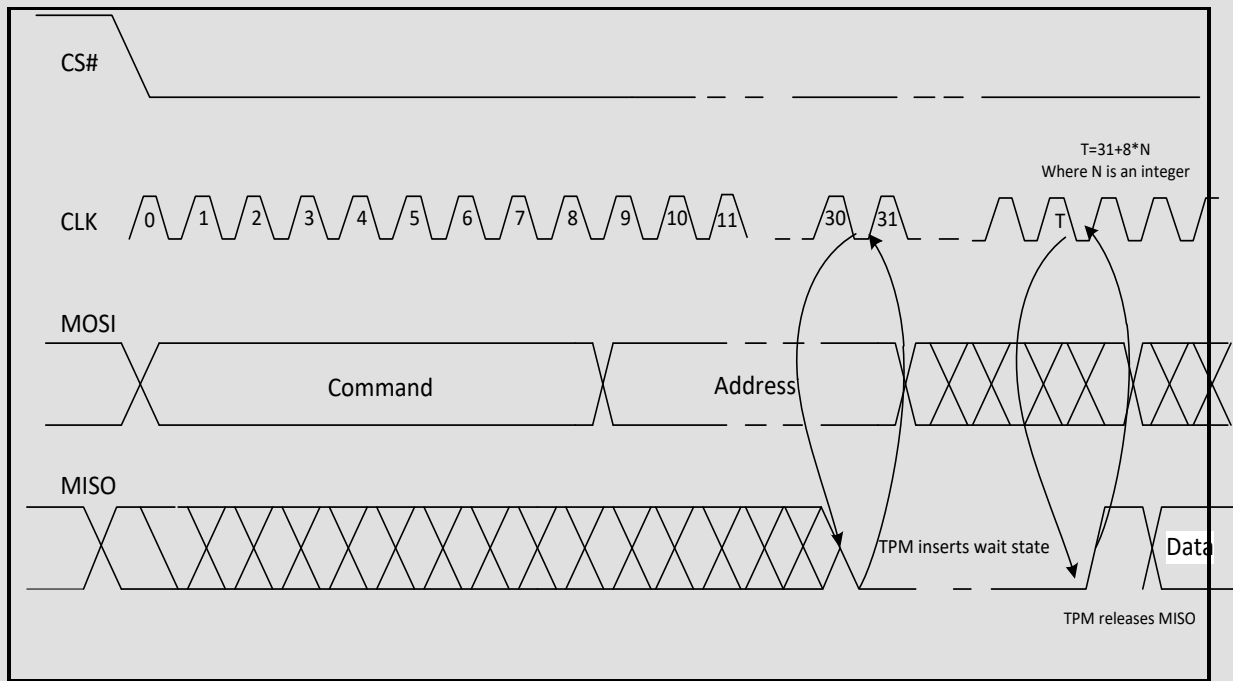 CS#
T=31+8*N
Where N is an integer
CLK
0 1 2 3 4 5 6 7 8 9 10 11 30 31 T
MOSI
Command Address
MISO
TPM inserts wait state Data
TPM releases MISO